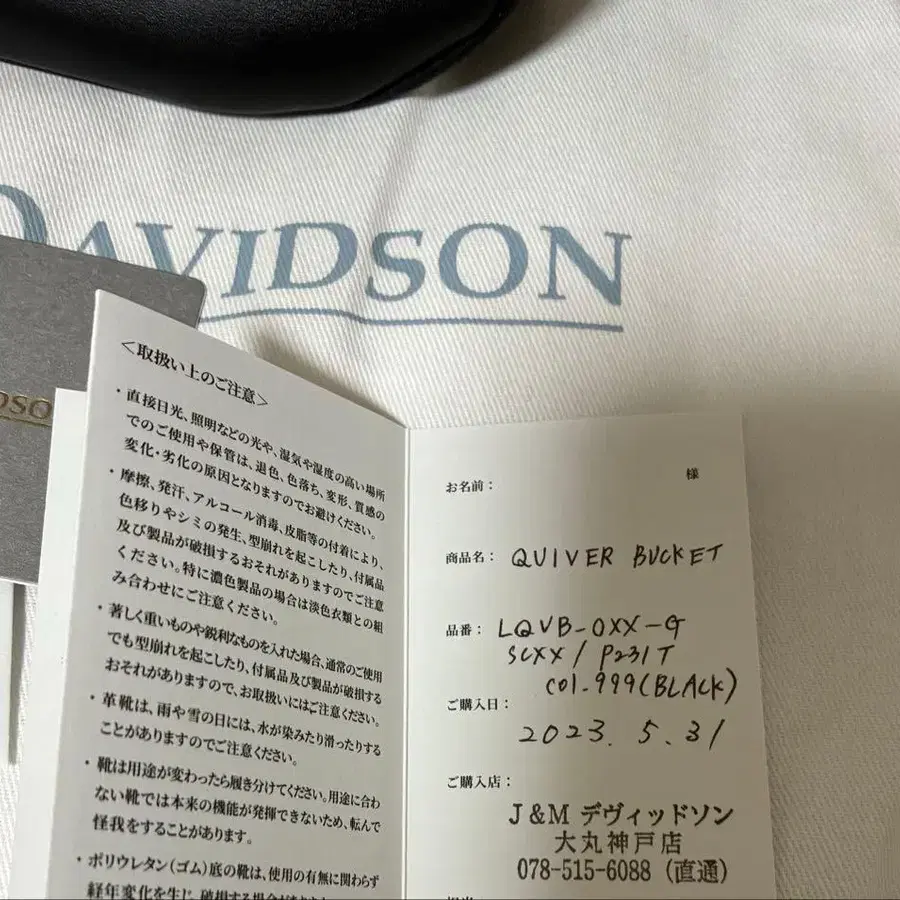 DAVIDSON
DSO
＜取扱い上のご注意＞
・直接日光、照明などの光や、湿気や湿度の高い場所
でのご使用や保管は、退色、色落ち、変形、質感の
変化・劣化の原因となりますのでお避けください。
・摩擦、発汗、アルコール消毒、皮脂等の付着により、
色移りやシミの発生、型崩れを起こしたり、付属品
及び製品が破損するおそれがありますのでご注意
ください。特に濃色製品の場合は淡色衣類との組
み合わせにご注意ください。
・著しく重いものや鋭利なものを入れた場合、通常のご使用
でも型崩れを起こしたり、付属品及び製品が破損する
おそれがありますので、お取扱いにはご注意ください。
・革靴は、雨や雪の日には、水が染みたり滑ったりする
ことがありますのでご注意ください。
・靴は用途が変わったら履き分けてください。用途に合わ
ない靴では本来の機能が発揮できないため、転んで
怪我をすることがあります。
・ポリウレタン（ゴム）底の靴は、使用の有無に関わらず
経年変化を生じ、破損する場合が
お名前： 様
商品名： QUIVER BUCKET
品番： LQVB-0XX-G
SCXX / P231T
col.999(BLACK)
ご購入日：
2023. 5. 31
ご購入店：
J&M デヴィッドソン
大丸神戸店
078-515-6088（直通）